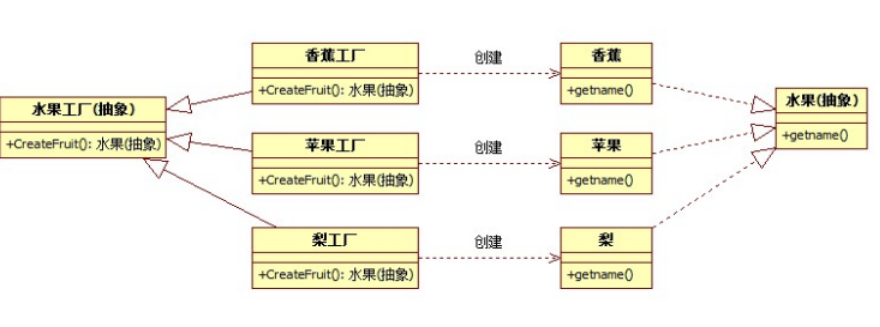 水果工厂(抽象)
+CreateFruit(): 水果(抽象)
香蕉工厂
+CreateFruit(): 水果(抽象)
创建
香蕉
+getname()
苹果工厂
+CreateFruit(): 水果(抽象)
创建
苹果
+getname()
梨工厂
+CreateFruit(): 水果(抽象)
创建
梨
+getname()
水果(抽象)
+getname()